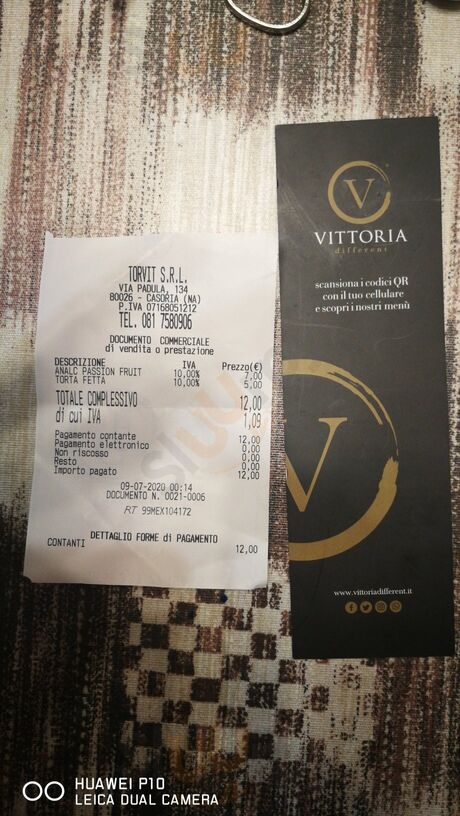 TORVIT S.R.L.
VIA PADULA, 134
80026 - CASORIA (NA)
P.IVA 07168051212
TEL. 081 7580906
DOCUMENTO COMMERCIALE
di vendita o prestazione
DESCRIZIONE IVA Prezzo(€)
ANALC PASSION FRUIT 10,00% 7,00
TORTA FETTA 10,00% 5,00
TOTALE COMPLESSIVO 12,00
di cui IVA 1,09
Pagamento contante 12,00
Pagamento elettronico 0,00
Non riscosso 0,00
Resto 0,00
Importo pagato 12,00
09-07-2020 00:14
DOCUMENTO N. 0021-0006
RT 99MEX104172
DETTAGLIO FORME di PAGAMENTO
CONTANTI 12,00
V
VITTORIA
different
scansiona i codici QR
con il tuo cellulare
e scopri i nostri menù
V
www.vittoriadifferent.it
HUAWEI P10
LEICA DUAL CAMERA